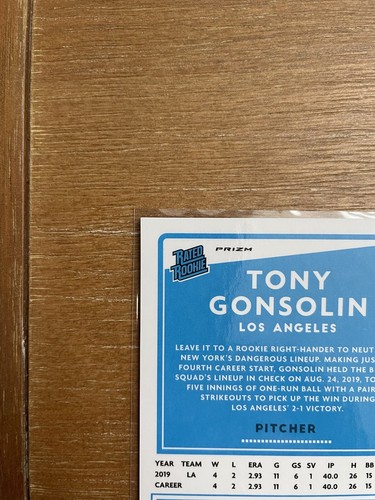 RATED
ROOKIE
PRIZM
TONY
GONSOLIN
LOS ANGELES
LEAVE IT TO A ROOKIE RIGHT-HANDER TO NEUT
NEW YORK'S DANGEROUS LINEUP. MAKING JUS
FOURTH CAREER START, GONSOLIN HELD THE B
SQUAD'S LINEUP IN CHECK ON AUG. 24, 2019, TO
FIVE INNINGS OF ONE-RUN BALL WITH A PAIR
STRIKEOUTS TO PICK UP THE WIN DURING
LOS ANGELES' 2-1 VICTORY.
PITCHER
YEAR TEAM W L ERA G GS SV IP H BB
2019 LA 4 2 2.93 11 6 1 40.0 26 15
CAREER 4 2 2.93 11 6 1 40.0 26 15